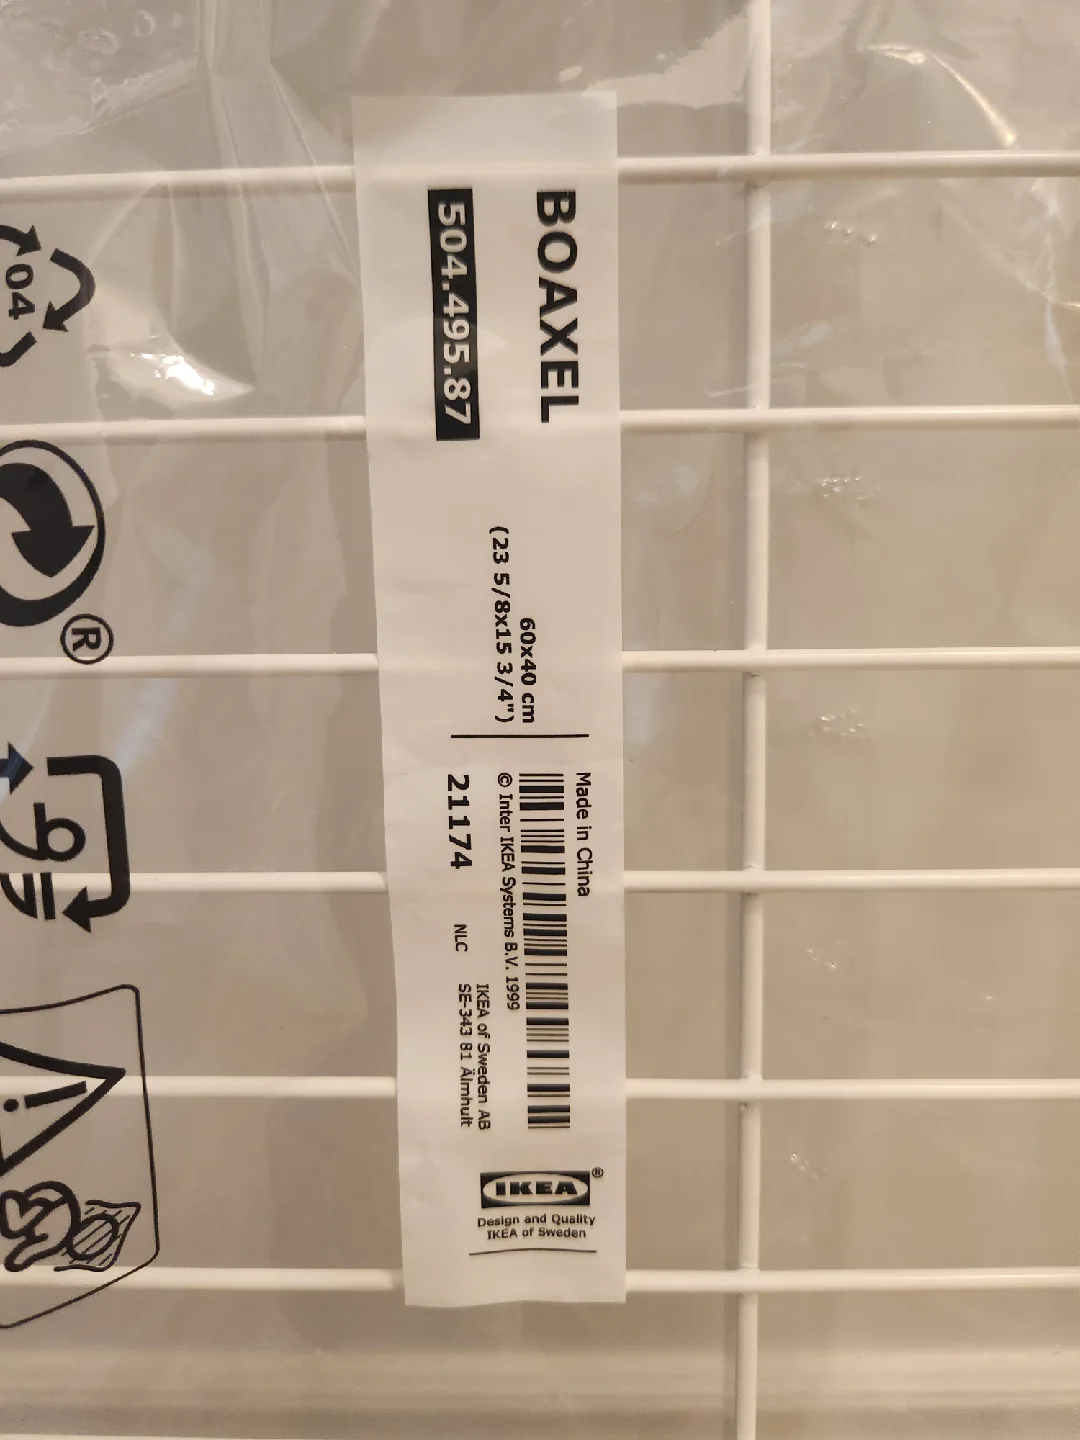 BOAXEL
504.495.87
60x40 cm
(23 5/8x15 3/4")
Made in China
© Inter IKEA Systems B.V. 1999
21174
NLC
IKEA of Sweden AB
SE-343 81 Älmhult
IKEA®
Design and Quality
IKEA of Sweden
04
®